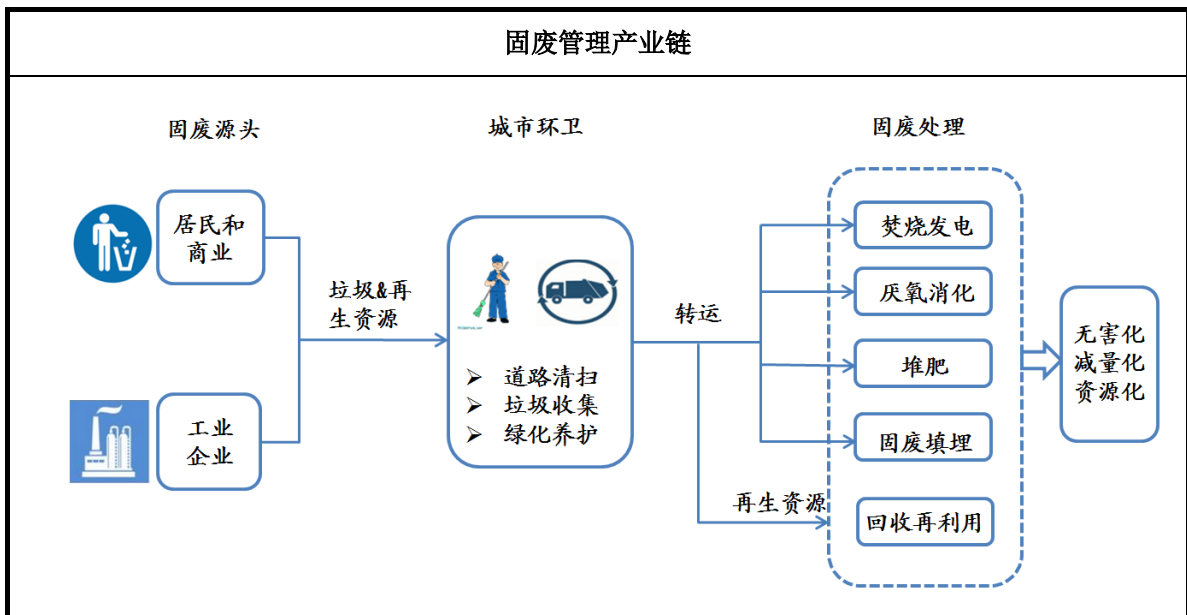 固废管理产业链
固废源头
城市环卫
固废处理
居民和
商业
工业
企业
垃圾&再
生资源
道路清扫
垃圾收集
绿化养护
转运
再生资源
焚烧发电
厌氧消化
堆肥
固废填埋
回收再利用
无害化
减量化
资源化